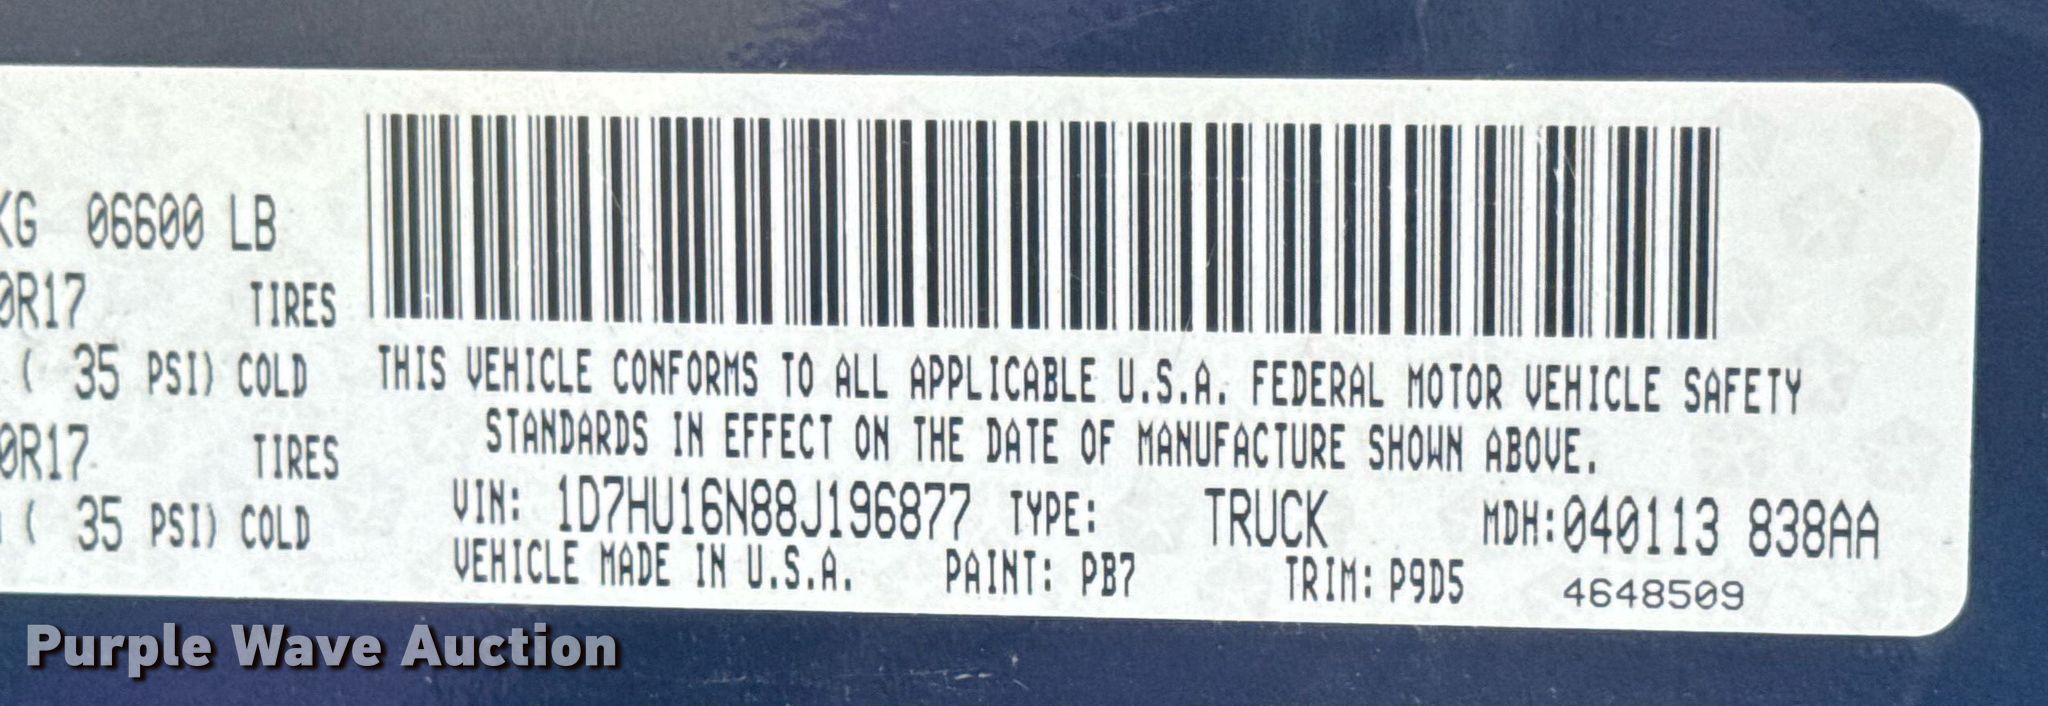 KG 06600 LB
0R17 TIRES
( 35 PSI) COLD
0R17 TIRES
( 35 PSI) COLD
THIS VEHICLE CONFORMS TO ALL APPLICABLE U.S.A. FEDERAL MOTOR VEHICLE SAFETY
STANDARDS IN EFFECT ON THE DATE OF MANUFACTURE SHOWN ABOVE.
VIN: 1D7HU16N88J196877 TYPE: TRUCK MDH:040113 838AA
VEHICLE MADE IN U.S.A. PAINT: PB7 TRIM: P9D5 4648509
Purple Wave Auction